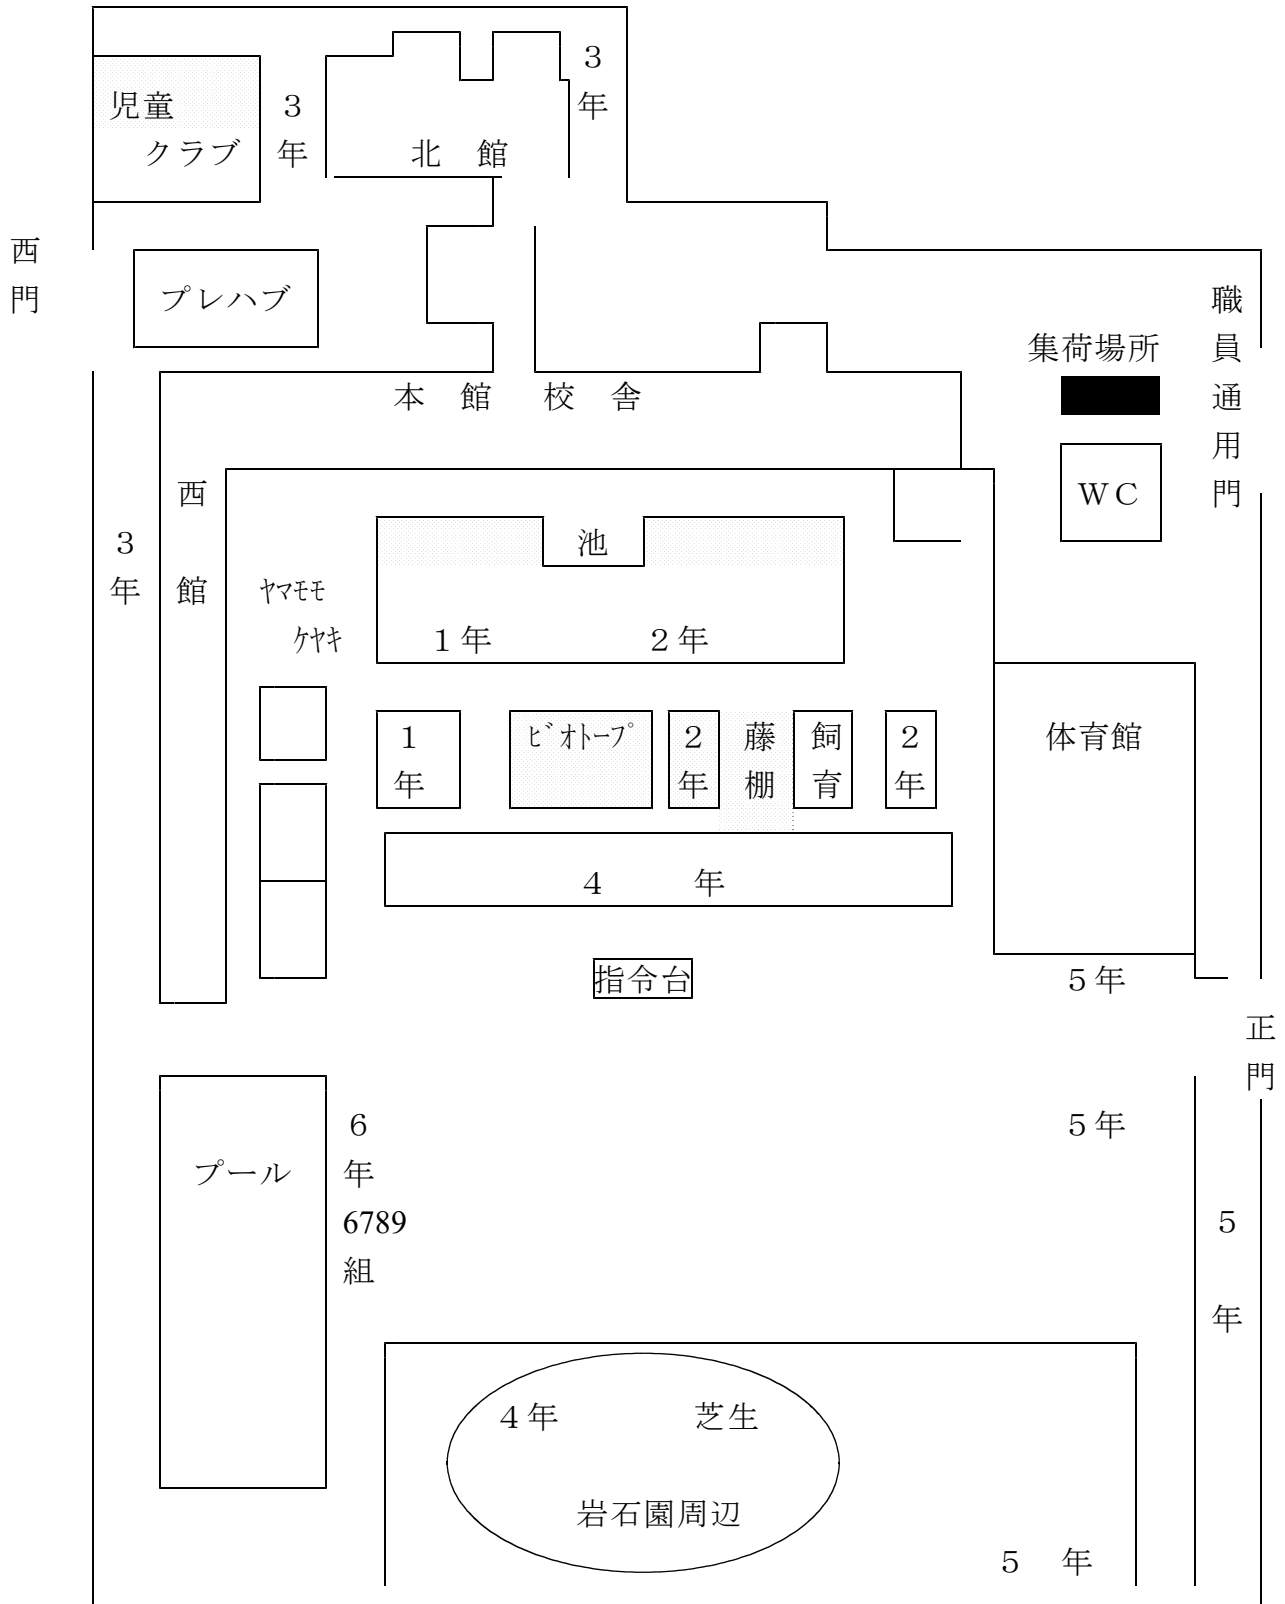 ３年
児童
クラブ
３年
北　館
西門
プレハブ
職員通用門
集荷場所
本　館　校　舎
ＷＣ
西館
３年
池
ﾔﾏﾓﾓ
ｹﾔｷ
１年
２年
１年
ﾋﾞｵﾄｰﾌﾟ
２年
藤棚
飼育
２年
体育館
４　　年
指令台
５年
正門
６年
6789
組
５年
プール
５年
４年
芝生
岩石園周辺
５　年